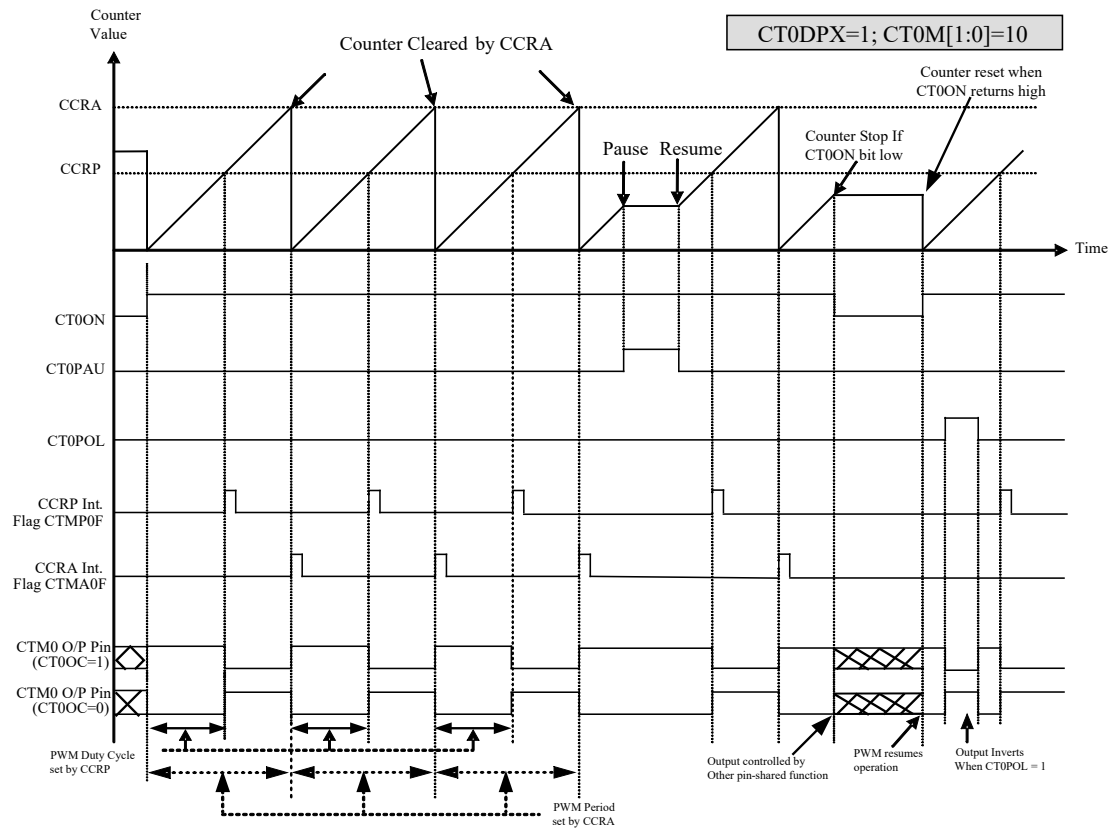 Counter
Value
CT0DPX=1; CT0M[1:0]=10
Counter Cleared by CCRA
Counter reset when
CT0ON returns high
CCRA
Counter Stop If
CT0ON bit low
Pause
Resume
CCRP
Time
CT0ON
CT0PAU
CT0POL
CCRP Int.
Flag CTMP0F
CCRA Int.
Flag CTMA0F
CTM0 O/P Pin
(CT0OC=1)
CTM0 O/P Pin
(CT0OC=0)
PWM Duty Cycle
set by CCRP
Output controlled by
Other pin-shared function
PWM resumes
operation
Output Inverts
When CT0POL = 1
PWM Period
set by CCRA